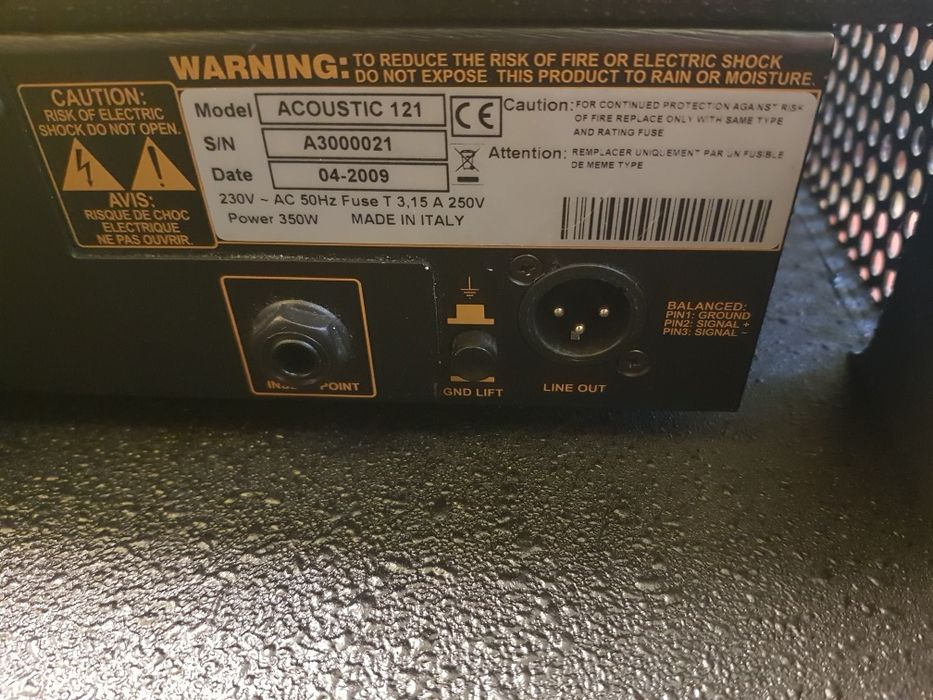 WARNING: TO REDUCE THE RISK OF FIRE OR ELECTRIC SHOCK
DO NOT EXPOSE THIS PRODUCT TO RAIN OR MOISTURE.
CAUTION:
RISK OF ELECTRIC
SHOCK DO NOT OPEN.
AVIS:
RISQUE DE CHOC
ELECTRIQUE
NE PAS OUVRIR.
Model ACOUSTIC 121
S/N A3000021
Date 04-2009
CE
230V ~ AC 50Hz Fuse T 3,15 A 250V
Power 350W MADE IN ITALY
Caution: FOR CONTINUED PROTECTION AGAINST RISK
OF FIRE REPLACE ONLY WITH SAME TYPE
AND RATING FUSE
Attention: REMPLACER UNIQUEMENT PAR UN FUSIBLE
DE MEME TYPE
POINT
GND LIFT
LINE OUT
BALANCED:
PIN1: GROUND
PIN2: SIGNAL +
PIN3: SIGNAL -